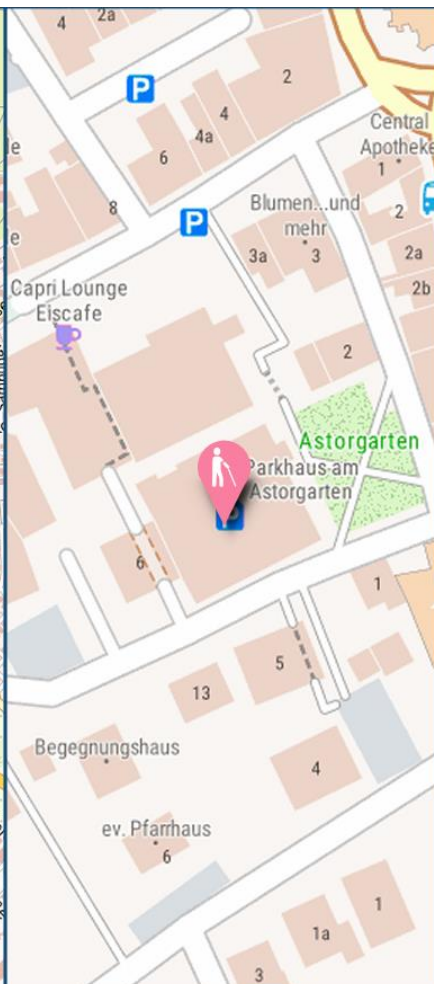 4
2a
P
2
4
4a
6
Central
Apotheke
1
8
P
Blumen...und
mehr
3a
3
2
2a
2b
Capri Lounge
Eiscafe
2
Astorgarten
Parkhaus am
Astorgarten
6
1
5
13
Begegnungshaus
4
ev. Pfarrhaus
6
1
1a
3